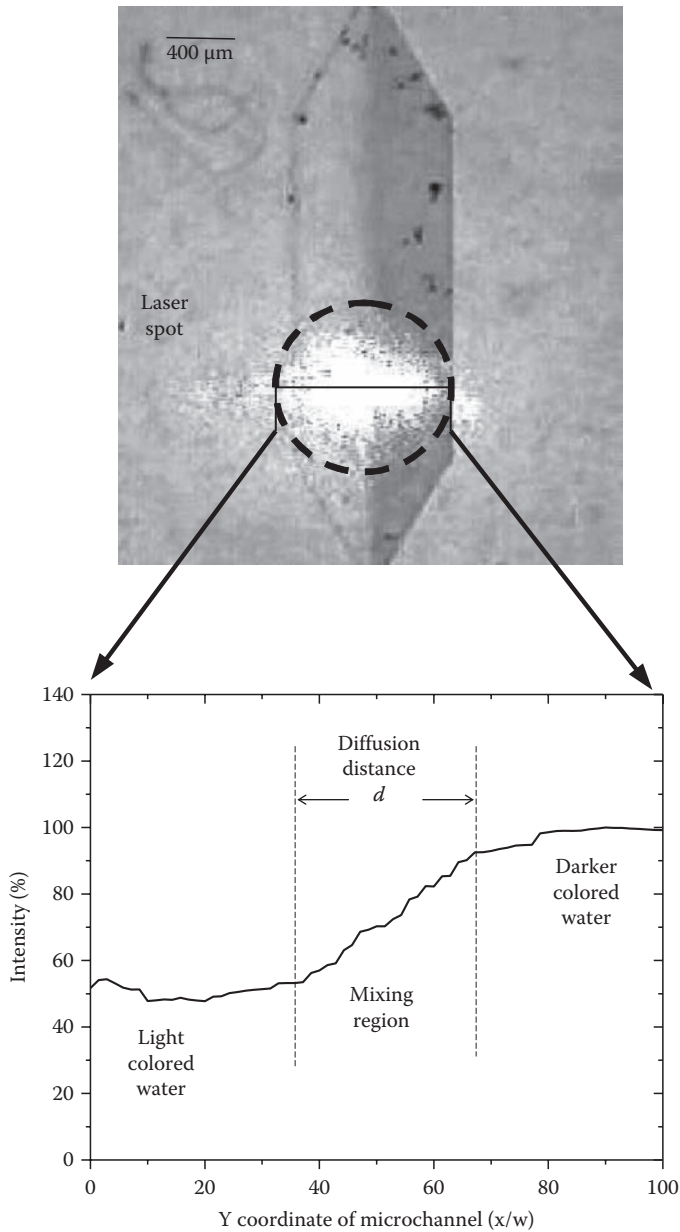 400 µm
Laser
spot
140
120
100
80
60
40
20
0
Intensity (%)
Diffusion
distance
d
Darker
colored
water
Mixing
region
Light
colored
water
0 20 40 60 80 100
Y coordinate of microchannel (x/w)